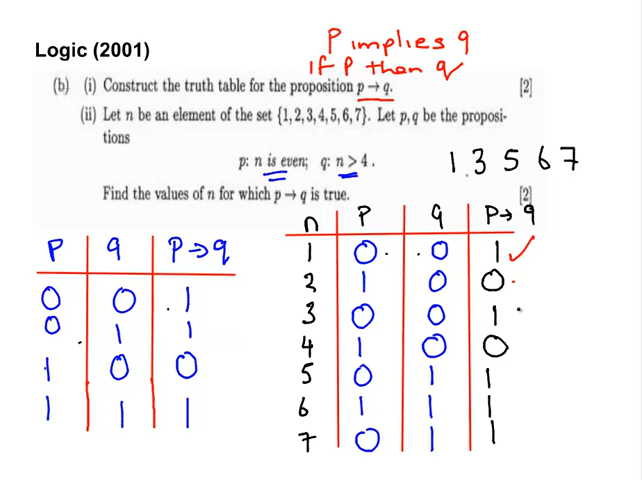 P implies q
Logic (2001)
If P then q
(b) (i) Construct the truth table for the proposition p → q. [2]
(ii) Let n be an element of the set {1, 2, 3, 4, 5, 6, 7}. Let p, q be the proposi-
tions
p: n is even; q: n > 4 .
1 3 5 6 7
Find the values of n for which p → q is true. [2]
P q P→q
0 0 1
0 1 1
1 0 0
1 1 1
n P q P→q
1 0 0 1 ✓
2 1 0 0
3 0 0 1
4 1 0 0
5 0 1 1
6 1 1 1
7 0 1 1